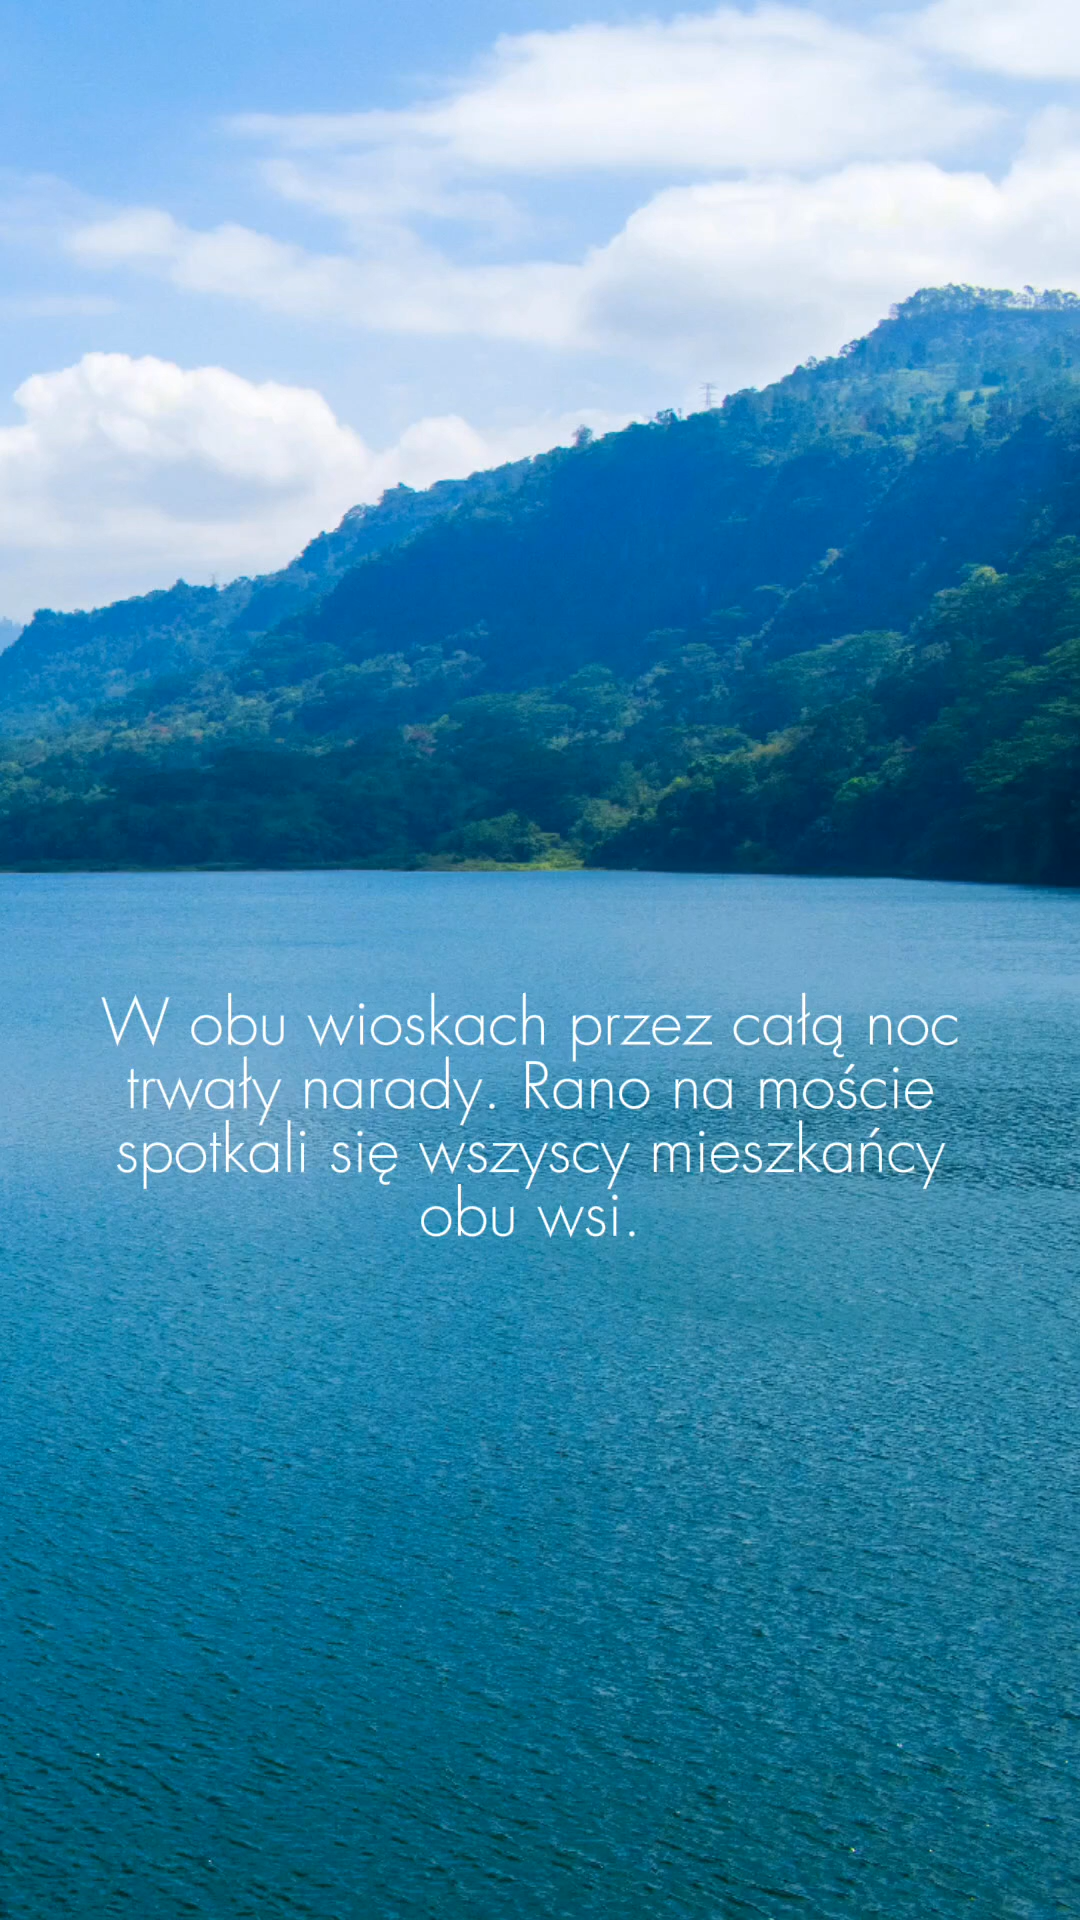 W obu wioskach przez całą noc
trwały narady. Rano na moście
spotkali się wszyscy mieszkańcy
obu wsi.